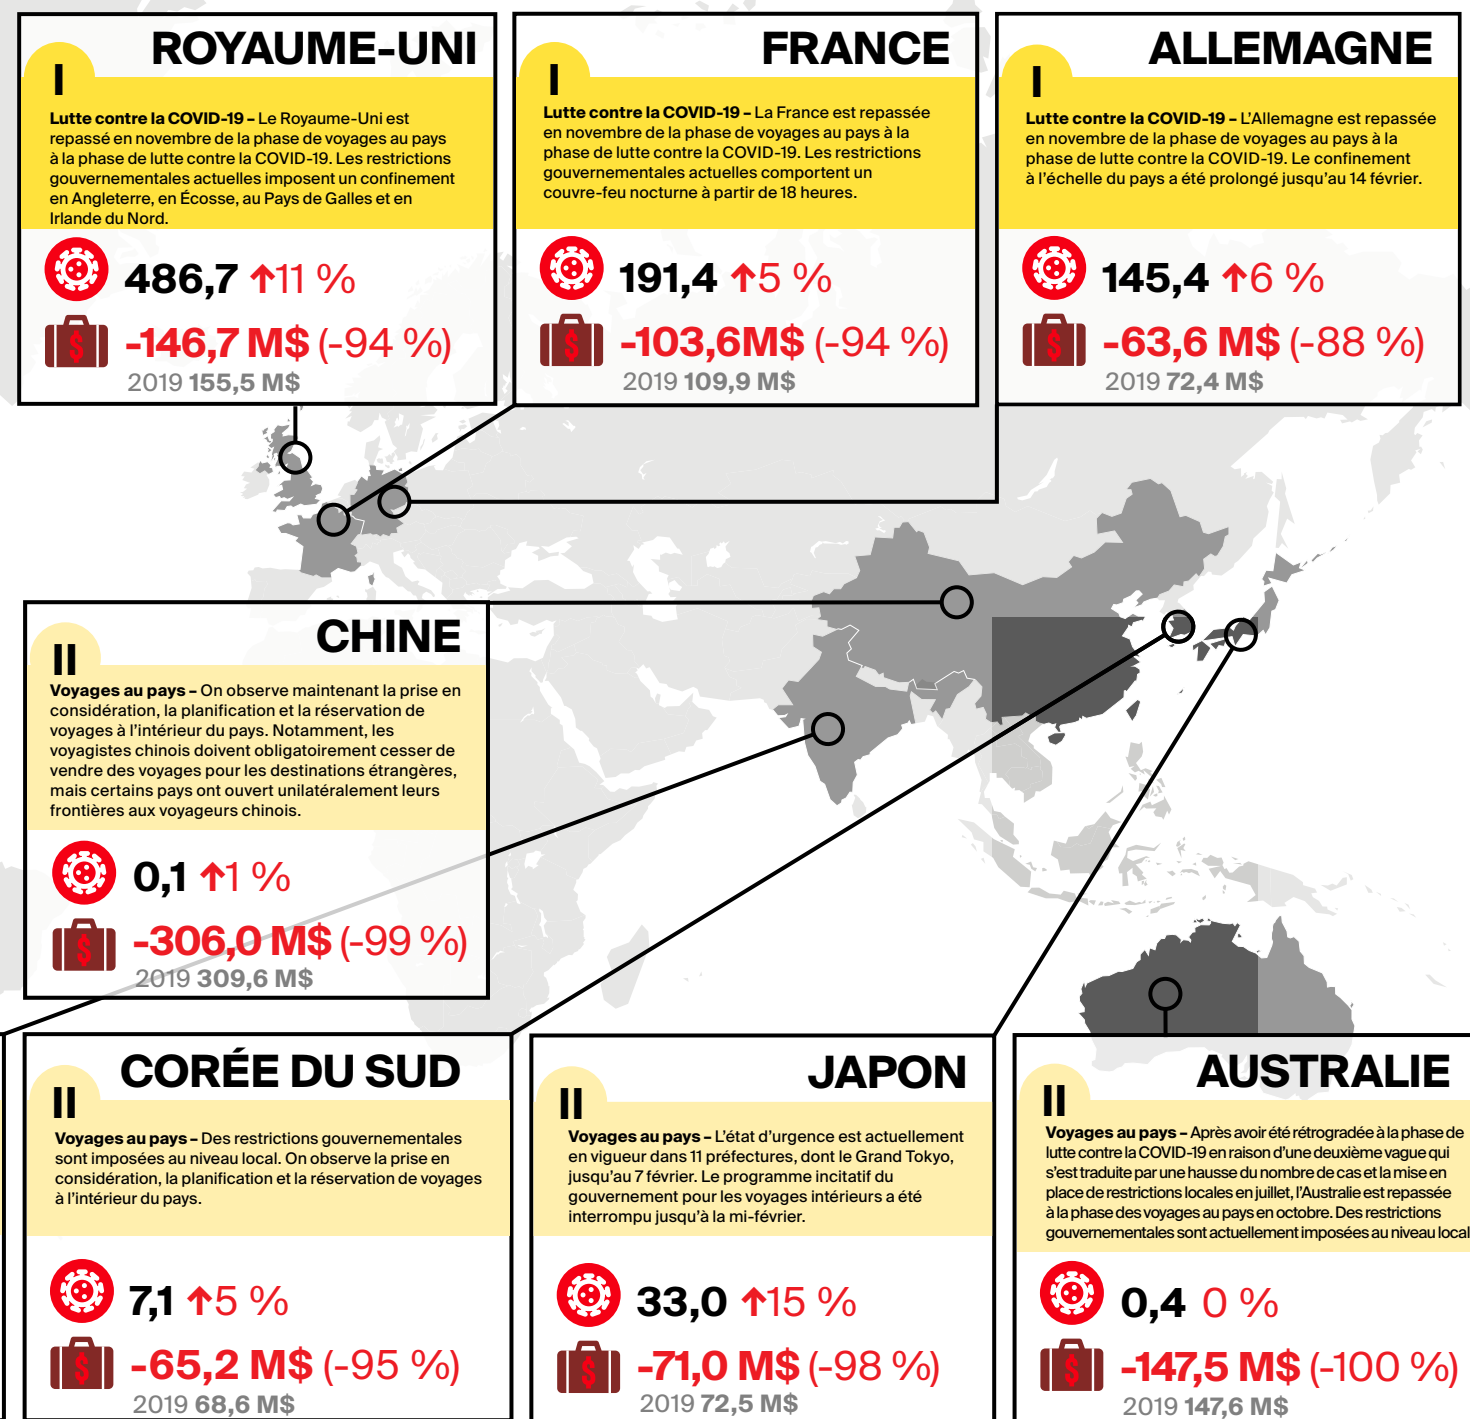 ROYAUME-UNI
I
Lutte contre la COVID-19 – Le Royaume-Uni est
repassé en novembre de la phase de voyages au pays
à la phase de lutte contre la COVID-19. Les restrictions
gouvernementales actuelles imposent un confinement
en Angleterre, en Écosse, au Pays de Galles et en
Irlande du Nord.
486,7 ↑11 %
$
-146,7 M$ (-94 %)
2019 155,5 M$
FRANCE
I
Lutte contre la COVID-19 – La France est repassée
en novembre de la phase de voyages au pays à la
phase de lutte contre la COVID-19. Les restrictions
gouvernementales actuelles comportent un
couvre-feu nocturne à partir de 18 heures.
191,4 ↑5 %
$
-103,6M$ (-94 %)
2019 109,9 M$
ALLEMAGNE
I
Lutte contre la COVID-19 – L'Allemagne est repassée
en novembre de la phase de voyages au pays à la
phase de lutte contre la COVID-19. Le confinement
à l'échelle du pays a été prolongé jusqu'au 14 février.
145,4 ↑6 %
$
-63,6 M$ (-88 %)
2019 72,4 M$
CHINE
II
Voyages au pays – On observe maintenant la prise en
considération, la planification et la réservation de
voyages à l'intérieur du pays. Notamment, les
voyagistes chinois doivent obligatoirement cesser de
vendre des voyages pour les destinations étrangères,
mais certains pays ont ouvert unilatéralement leurs
frontières aux voyageurs chinois.
0,1 ↑1 %
$
-306,0 M$ (-99 %)
2019 309,6 M$
CORÉE DU SUD
II
Voyages au pays – Des restrictions gouvernementales
sont imposées au niveau local. On observe la prise en
considération, la planification et la réservation de voyages
à l'intérieur du pays.
7,1 ↑5 %
$
-65,2 M$ (-95 %)
2019 68,6 M$
JAPON
II
Voyages au pays – L'état d'urgence est actuellement
en vigueur dans 11 préfectures, dont le Grand Tokyo,
jusqu'au 7 février. Le programme incitatif du
gouvernement pour les voyages intérieurs a été
interrompu jusqu'à la mi-février.
33,0 ↑15 %
$
-71,0 M$ (-98 %)
2019 72,5 M$
AUSTRALIE
II
Voyages au pays – Après avoir été rétrogradée à la phase de
lutte contre la COVID-19 en raison d'une deuxième vague qui
s'est traduite par une hausse du nombre de cas et la mise en
place de restrictions locales en juillet, l'Australie est repassée
à la phase des voyages au pays en octobre. Des restrictions
gouvernementales sont actuellement imposées au niveau local
0,4 0 %
$
-147,5 M$ (-100 %)
2019 147,6 M$